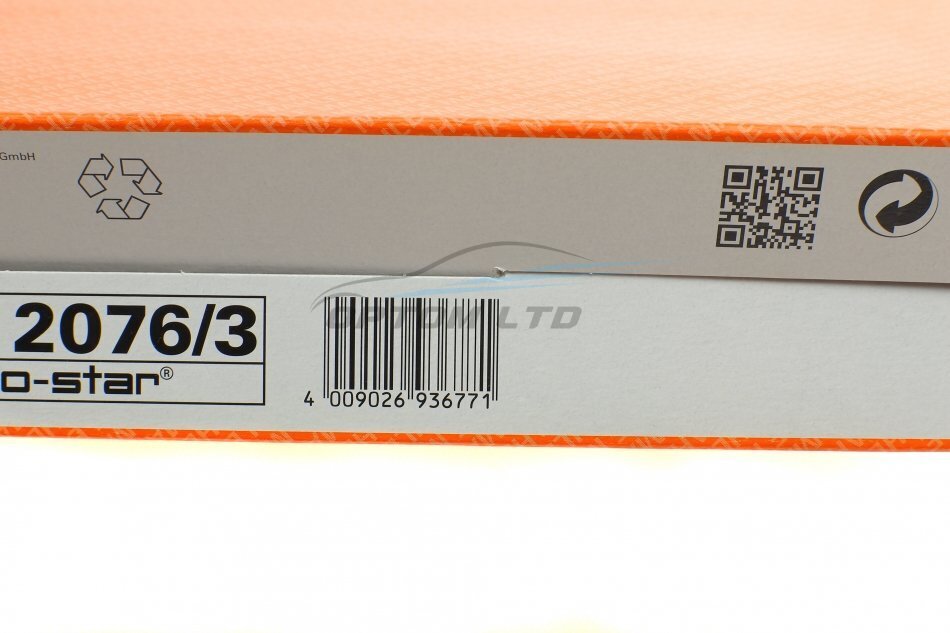 GmbH
2076/3
o-star®
4 009026 936771
OPTOM LTD